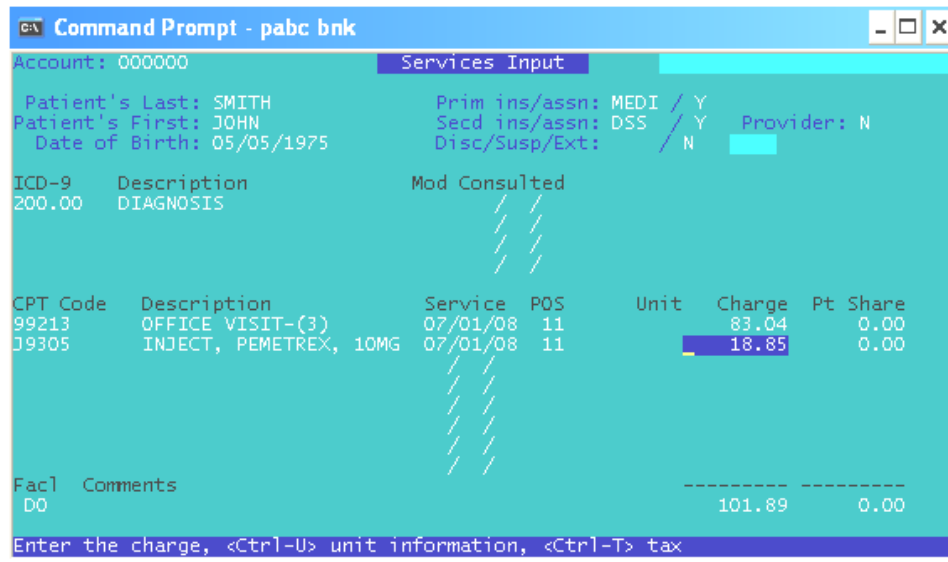 Command Prompt - pabc bnk
Account: 000000 Services Input
Patient's Last: SMITH Prim ins/assn: MEDI / Y
Patient's First: JOHN Secd ins/assn: DSS / Y Provider: N
Date of Birth: 05/05/1975 Disc/Susp/Ext: / N
ICD-9 Description Mod Consulted
200.00 DIAGNOSIS / /
/ /
/ /
/ /
CPT Code Description Service POS Unit Charge Pt Share
99213 OFFICE VISIT-(3) 07/01/08 11 83.04 0.00
J9305 INJECT, PEMETREX, 10MG 07/01/08 11 _ 18.85 0.00
/ /
/ /
/ /
/ /
/ /
/ /
Facl Comments --------- ---------
DO 101.89 0.00
Enter the charge, <Ctrl-U> unit information, <Ctrl-T> tax